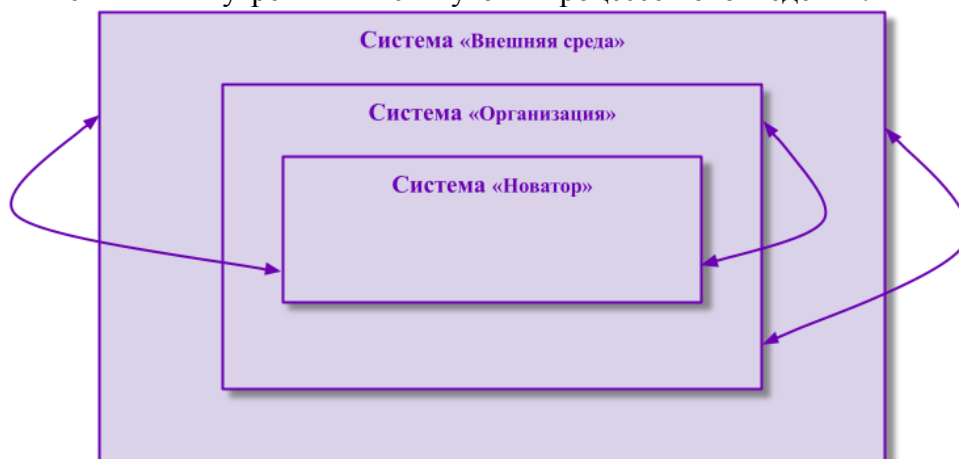 Система «Внешняя среда»
Система «Организация»
Система «Новатор»